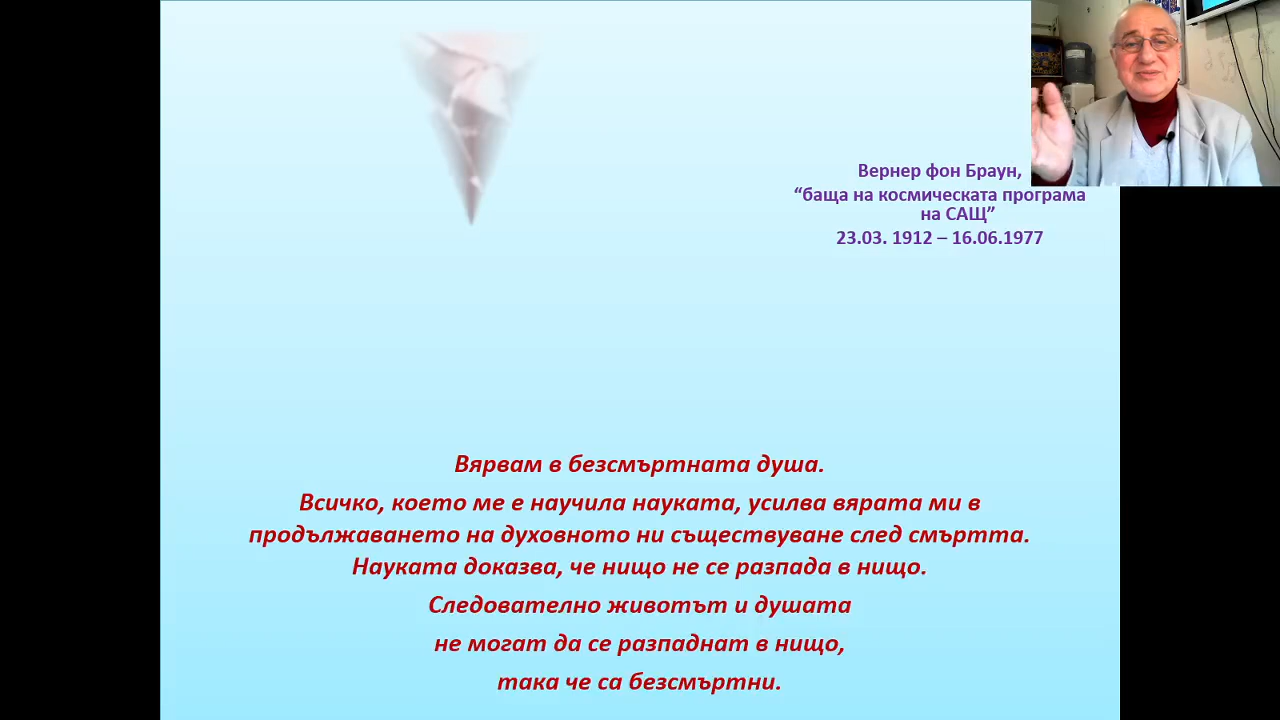 Вернер фон Браун,
“баща на космическата програма
на САЩ”
23.03. 1912 – 16.06.1977
Вярвам в безсмъртната душа.
Всичко, което ме е научила науката, усилва вярата ми в
продължаването на духовното ни съществуване след смъртта.
Науката доказва, че нищо не се разпада в нищо.
Следователно животът и душата
не могат да се разпаднат в нищо,
така че са безсмъртни.